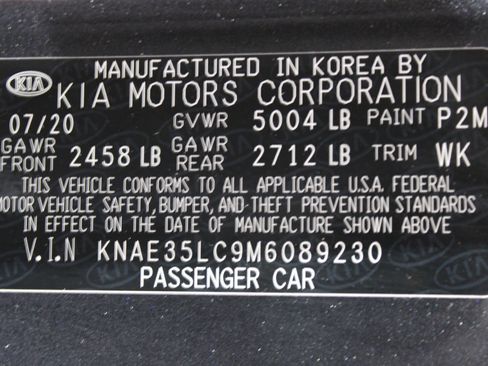 MANUFACTURED IN KOREA BY
KIA KIA MOTORS CORPORATION
07/20 GVWR 5004 LB PAINT P2M
GAWR FRONT 2458 LB GAWR REAR 2712 LB TRIM WK
THIS VEHICLE CONFORMS TO ALL APPLICABLE U.S.A. FEDERAL
MOTOR VEHICLE SAFETY, BUMPER, AND THEFT PREVENTION STANDARDS
IN EFFECT ON THE DATE OF MANUFACTURE SHOWN ABOVE
V.I.N KNAE35LC9M6089230
PASSENGER CAR